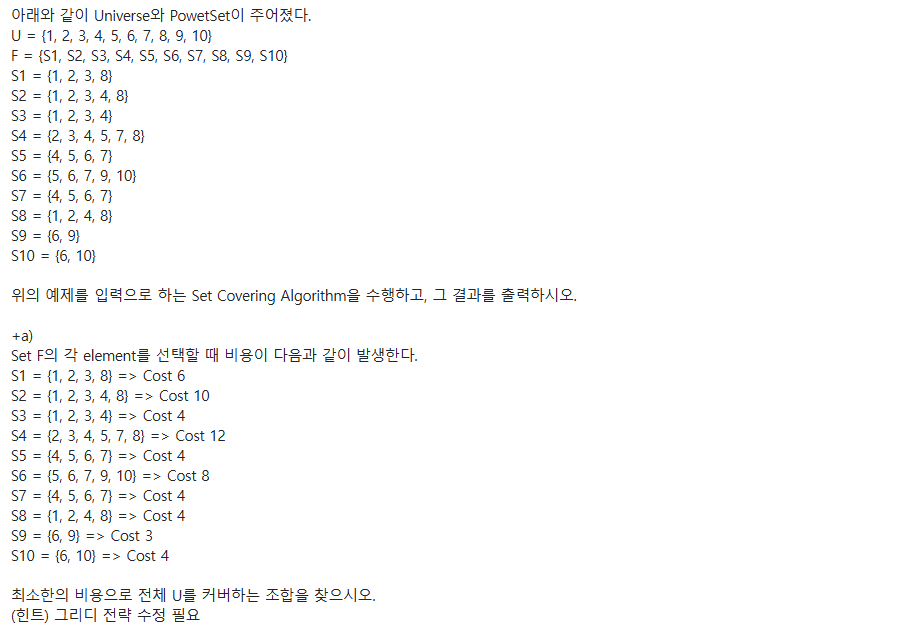 아래와 같이 Universe와 PowetSet이 주어졌다.
U = {1, 2, 3, 4, 5, 6, 7, 8, 9, 10}
F = {S1, S2, S3, S4, S5, S6, S7, S8, S9, S10}
S1 = {1, 2, 3, 8}
S2 = {1, 2, 3, 4, 8}
S3 = {1, 2, 3, 4}
S4 = {2, 3, 4, 5, 7, 8}
S5 = {4, 5, 6, 7}
S6 = {5, 6, 7, 9, 10}
S7 = {4, 5, 6, 7}
S8 = {1, 2, 4, 8}
S9 = {6, 9}
S10 = {6, 10}
위의 예제를 입력으로 하는 Set Covering Algorithm을 수행하고, 그 결과를 출력하시오.
+a)
Set F의 각 element를 선택할 때 비용이 다음과 같이 발생한다.
S1 = {1, 2, 3, 8} => Cost 6
S2 = {1, 2, 3, 4, 8} => Cost 10
S3 = {1, 2, 3, 4} => Cost 4
S4 = {2, 3, 4, 5, 7, 8} => Cost 12
S5 = {4, 5, 6, 7} => Cost 4
S6 = {5, 6, 7, 9, 10} => Cost 8
S7 = {4, 5, 6, 7} => Cost 4
S8 = {1, 2, 4, 8} => Cost 4
S9 = {6, 9} => Cost 3
S10 = {6, 10} => Cost 4
최소한의 비용으로 전체 U를 커버하는 조합을 찾으시오.
(힌트) 그리디 전략 수정 필요